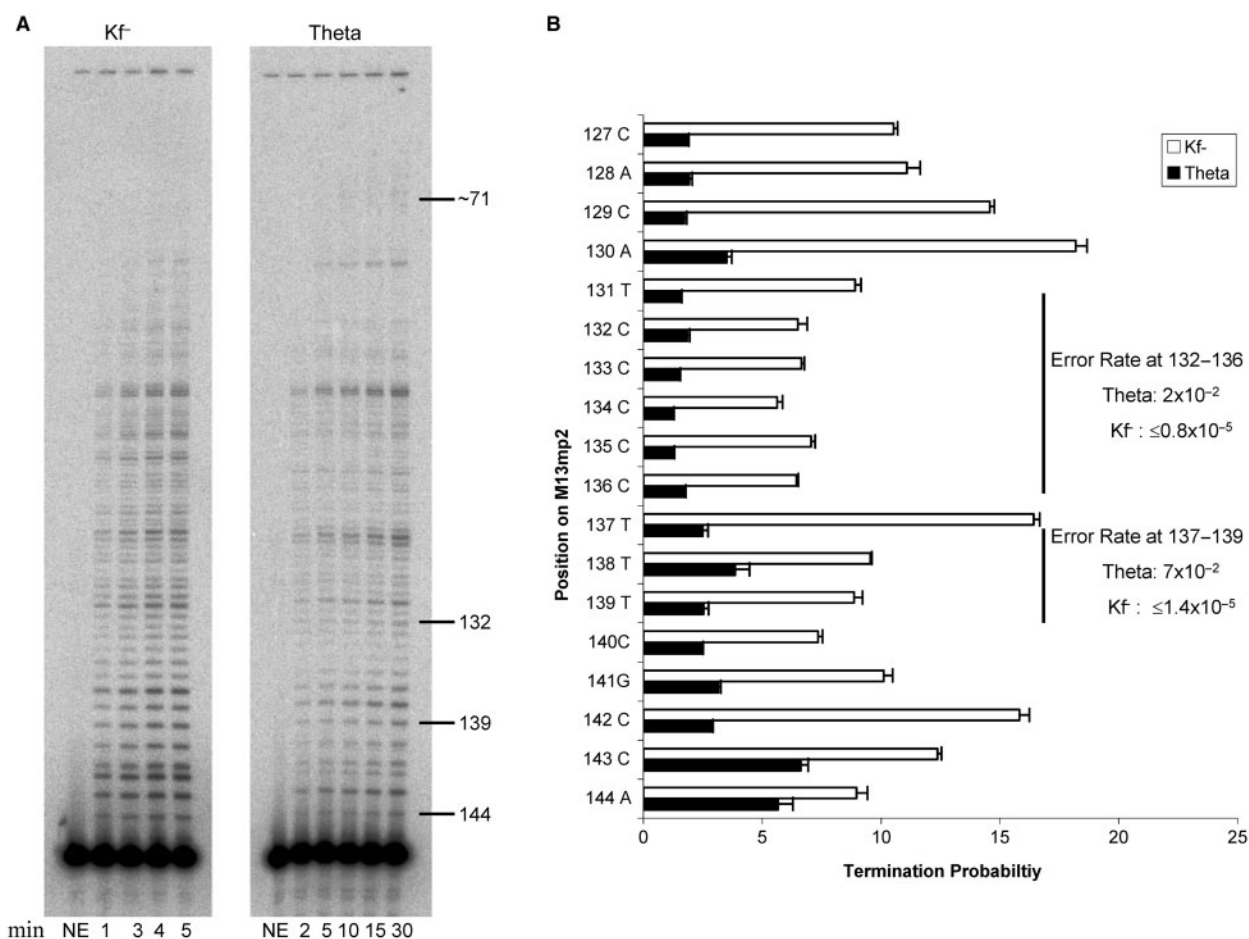 A
Kf⁻
Theta
~71
132
139
144
min NE 1 3 4 5 NE 2 5 10 15 30
B
127 C
128 A
129 C
130 A
131 T
132 C
133 C
134 C
135 C
136 C
137 T
138 T
139 T
140C
141G
142 C
143 C
144 A
Position on M13mp2
0 5 10 15 20 25
Termination Probabiltiy
Kf-
Theta
Error Rate at 132–136
Theta: 2x10⁻²
Kf⁻ : ≤0.8x10⁻⁵
Error Rate at 137–139
Theta: 7x10⁻²
Kf⁻ : ≤1.4x10⁻⁵